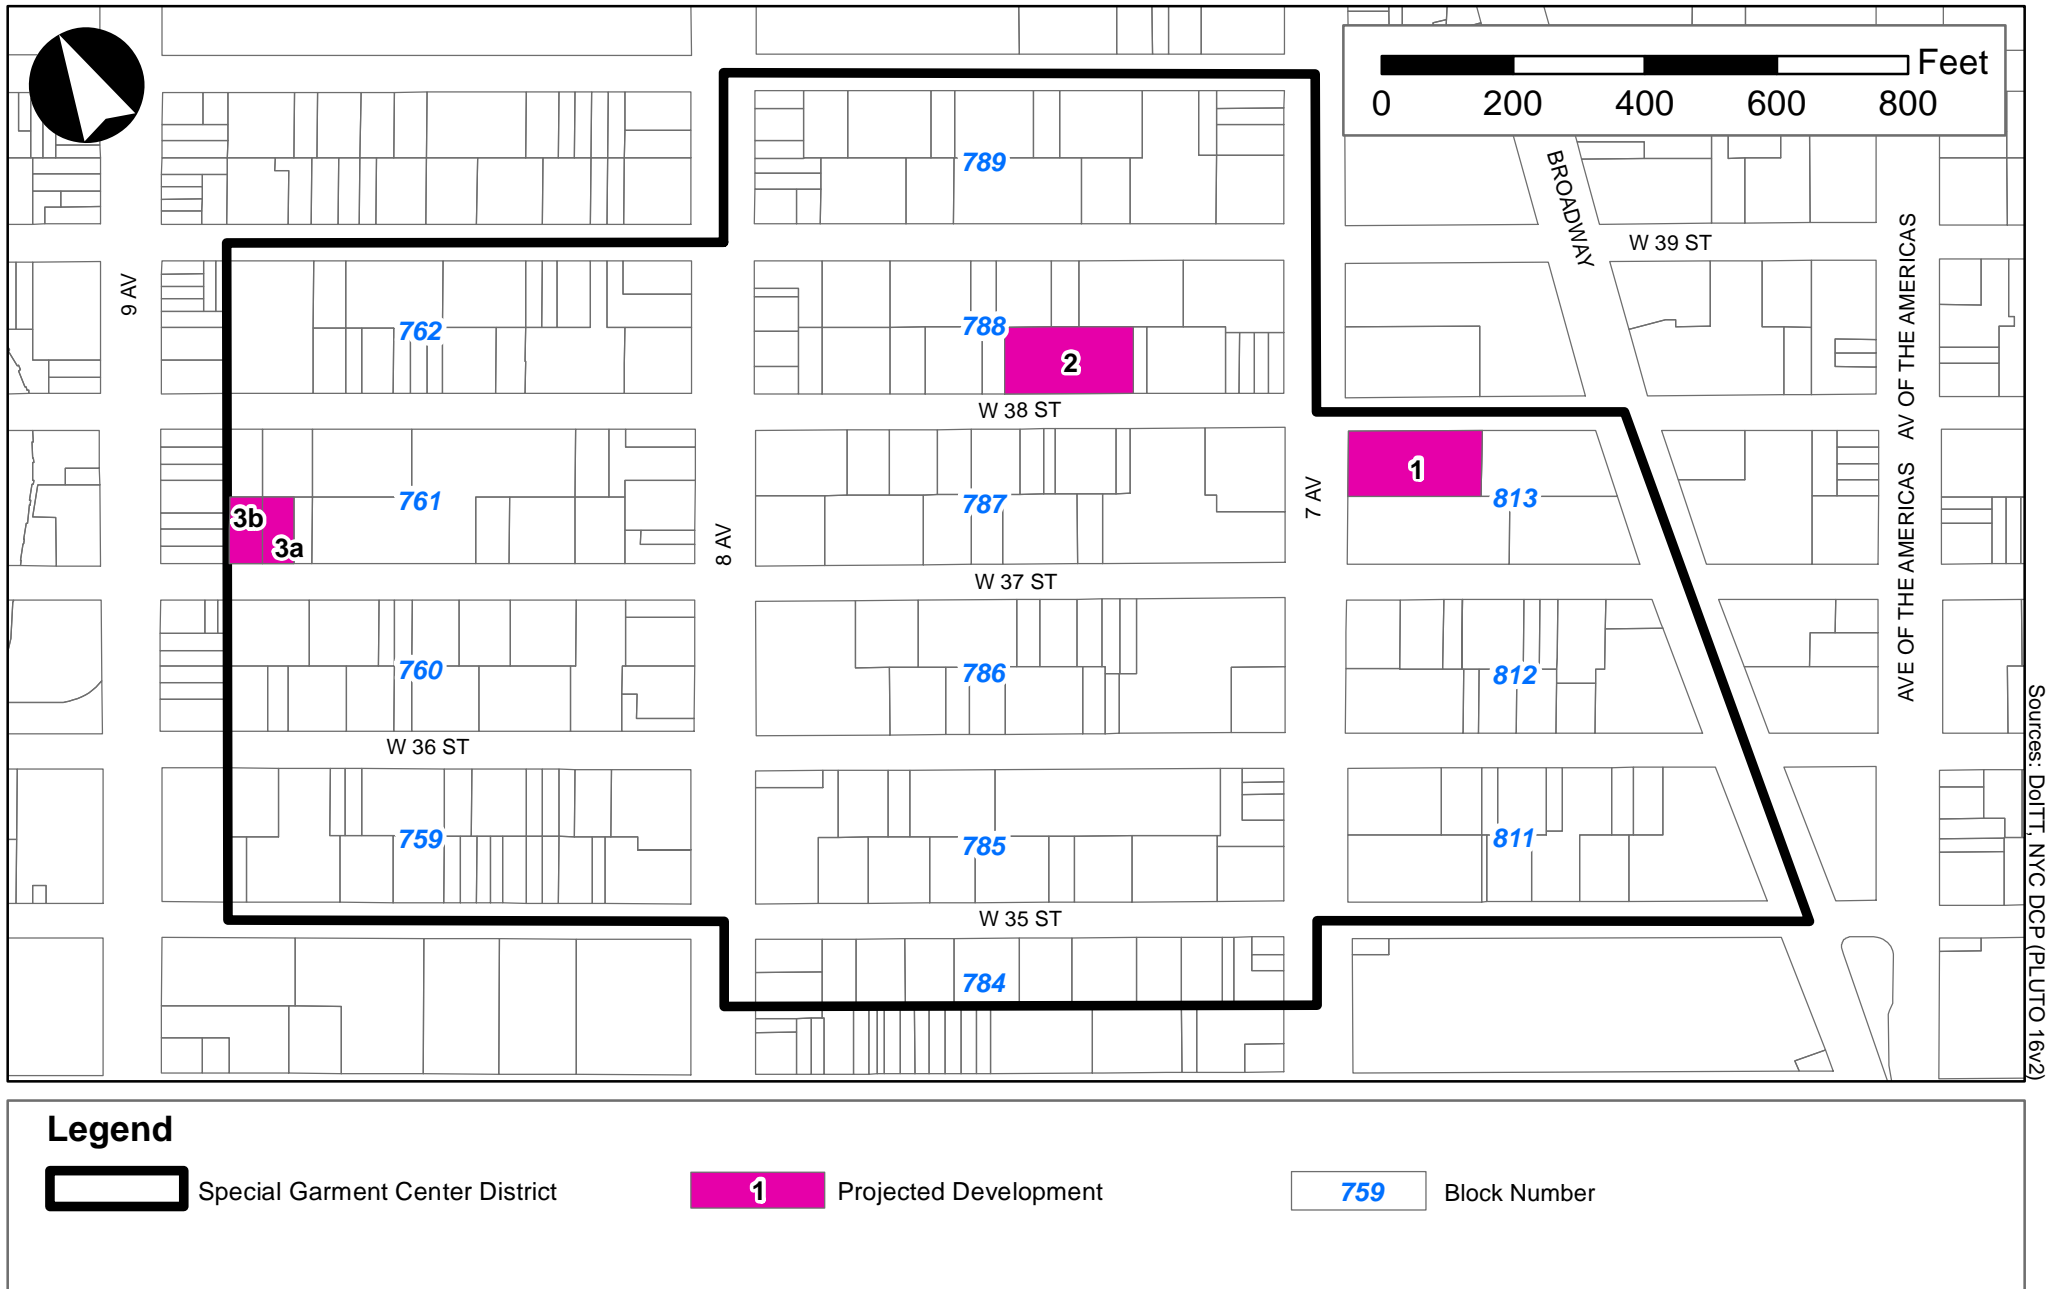 Feet
0 200 400 600 800
789
BROADWAY
W 39 ST
AV OF THE AMERICAS
9 AV
762
788
2
W 38 ST
1
813
761
787
7 AV
3b
3a
8 AV
W 37 ST
AVE OF THE AMERICAS
760
786
812
W 36 ST
759
785
811
W 35 ST
784
Sources: DoITT, NYC DCP (PLUTO 16v2)
Legend
Special Garment Center District
1 Projected Development
759 Block Number